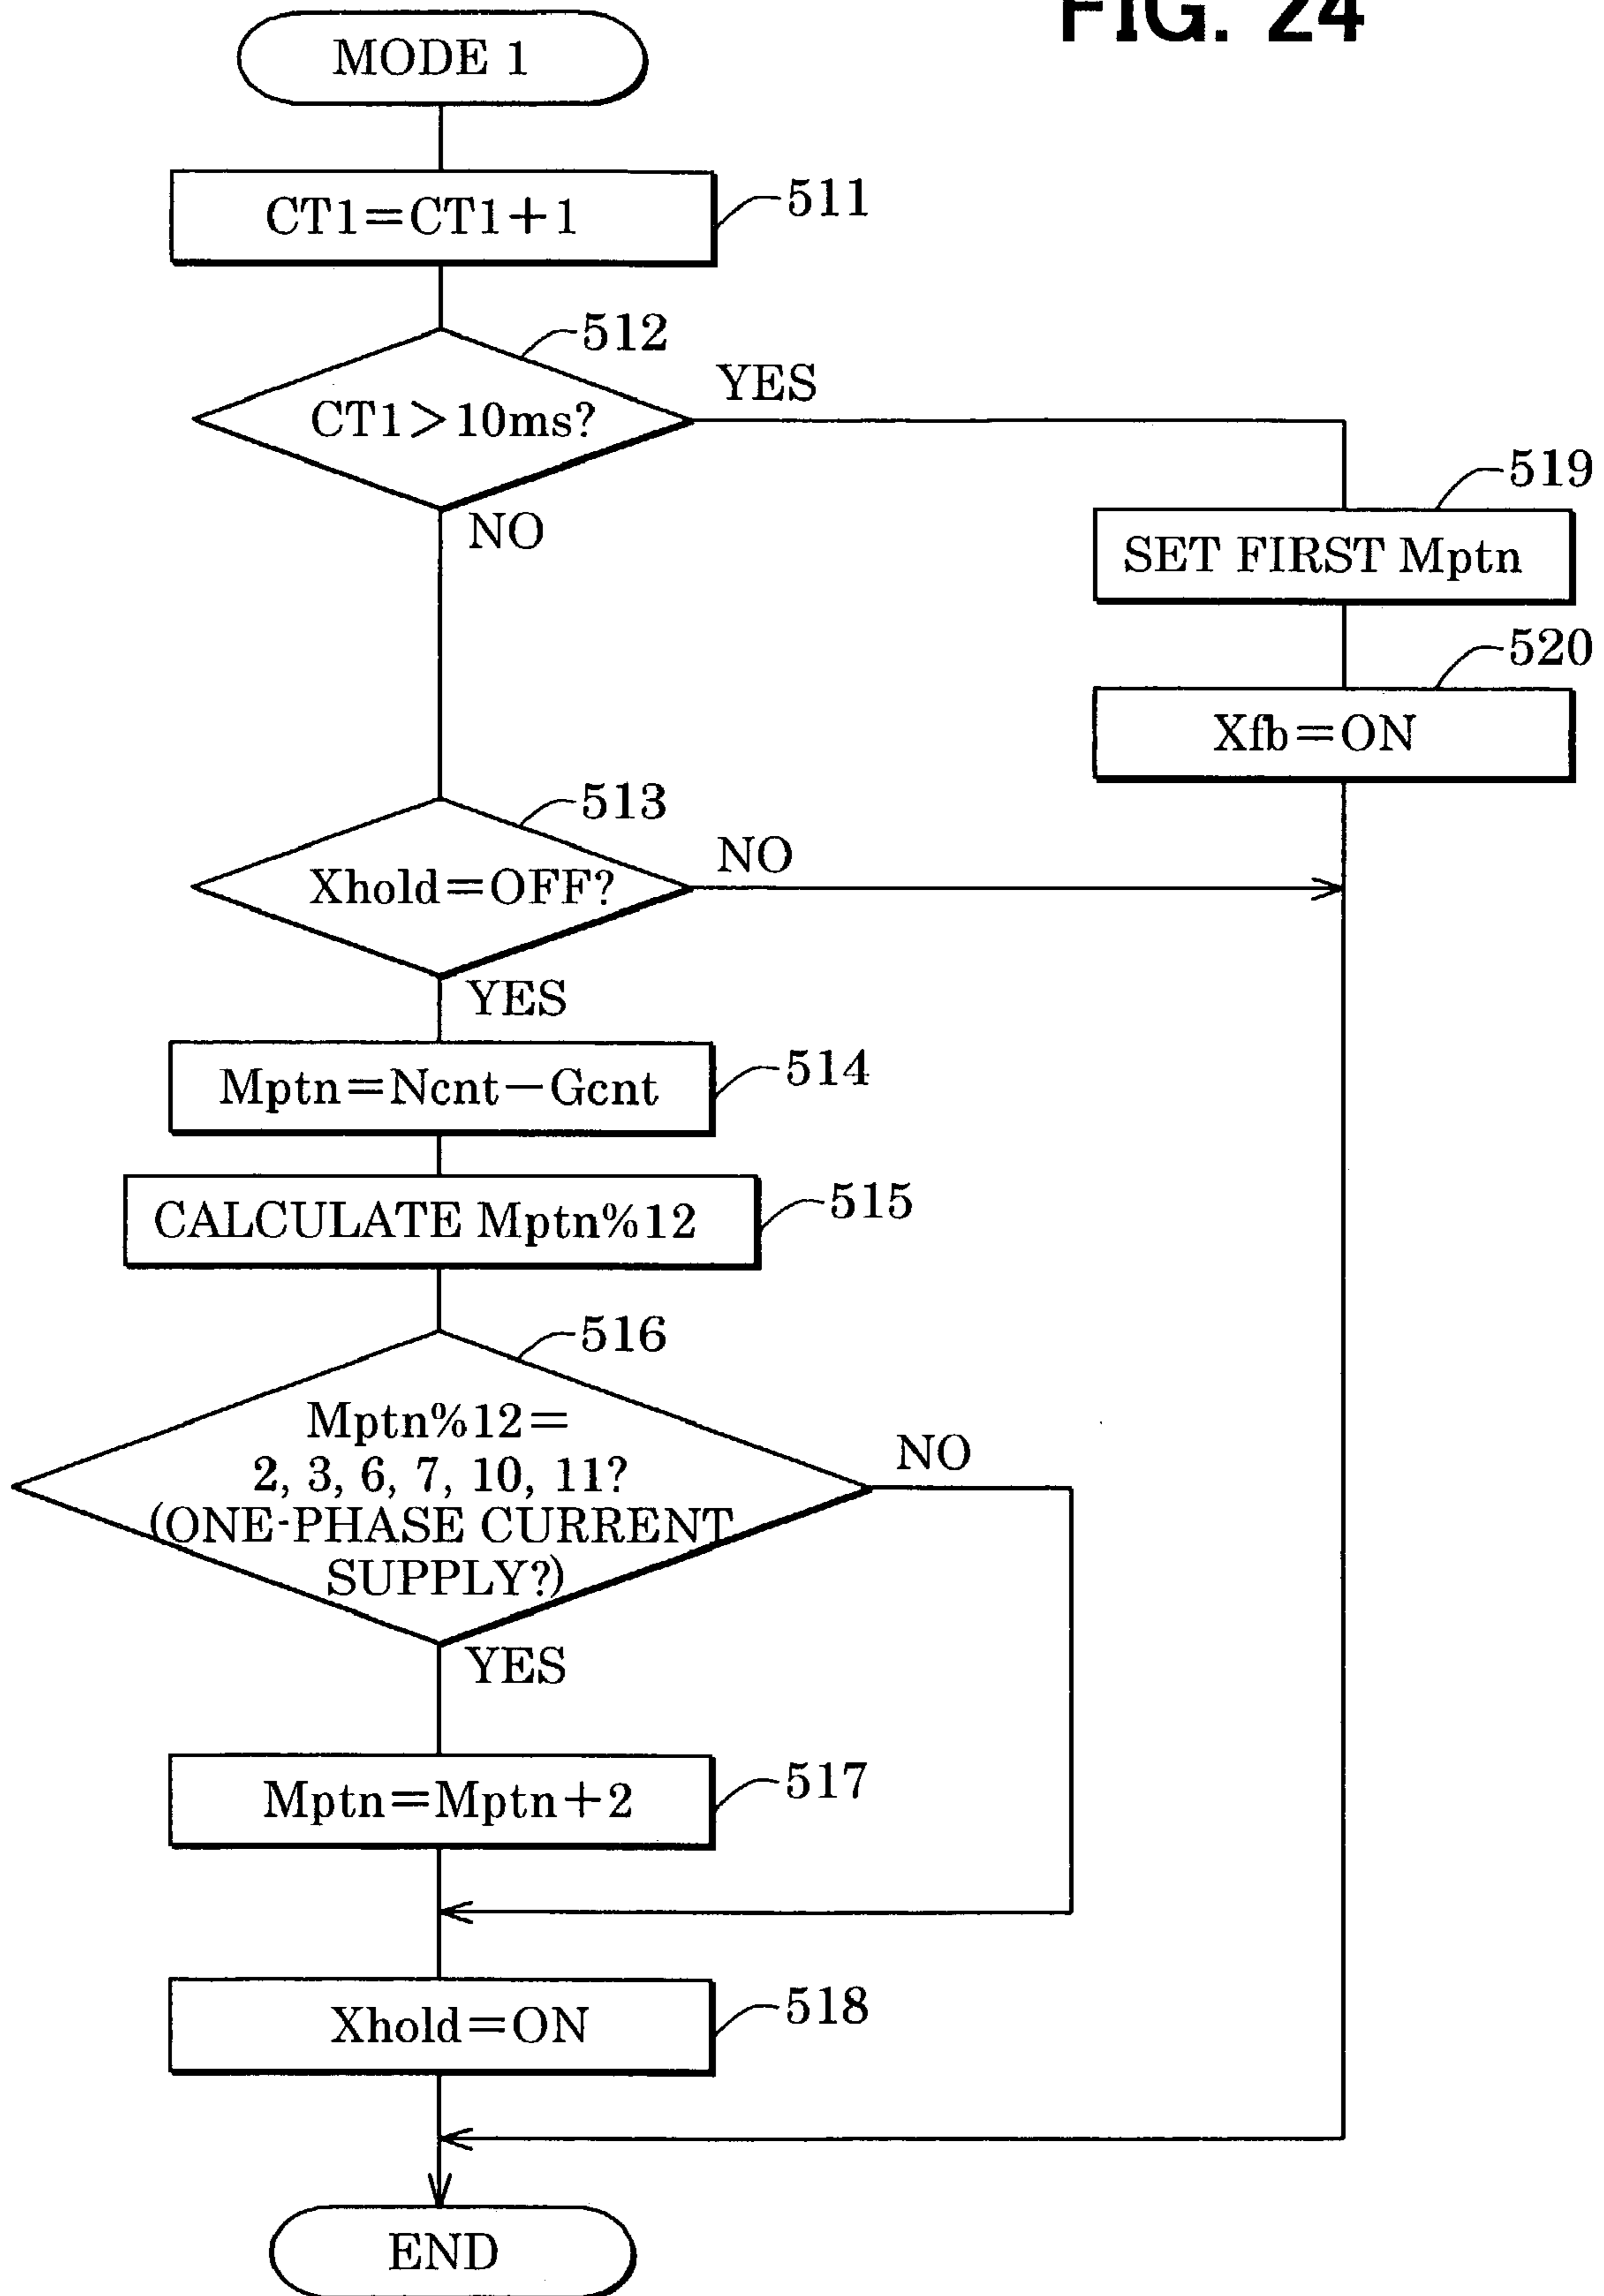 FIG. 24
MODE 1
CT1=CT1+1
511
512
CT1>10ms?
YES
NO
519
SET FIRST Mptn
520
Xfb=ON
513
Xhold=OFF?
NO
YES
Mptn=Ncnt−Gcnt
514
CALCULATE Mptn%12
515
516
Mptn%12=
2, 3, 6, 7, 10, 11?
(ONE-PHASE CURRENT
SUPPLY?)
NO
YES
Mptn=Mptn+2
517
Xhold=ON
518
END